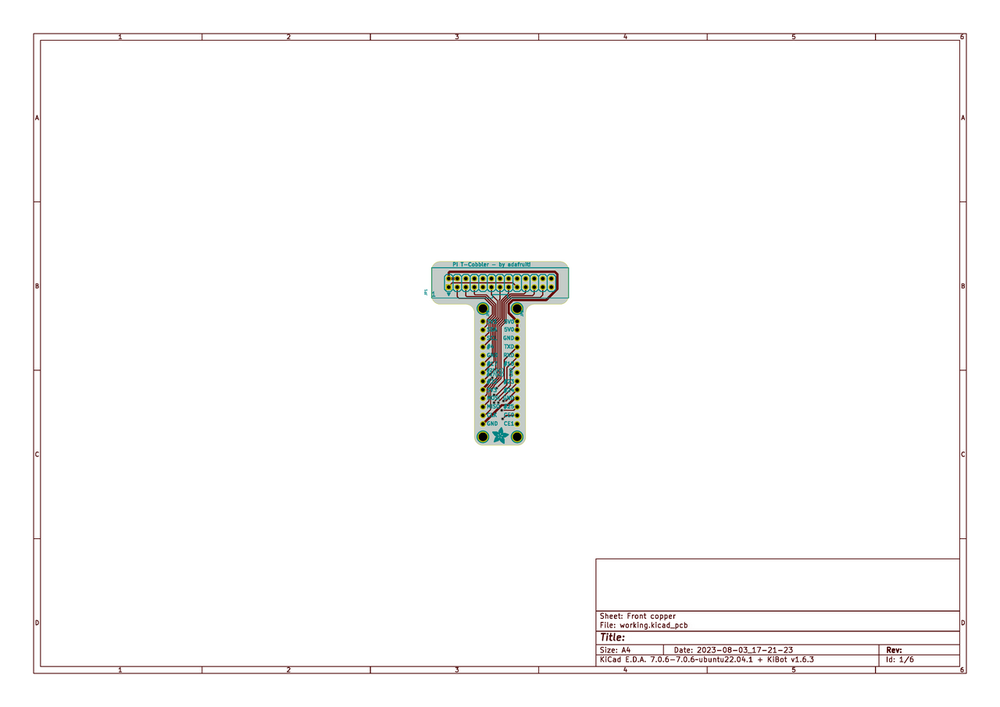 1 2 3 4 5 6
A A
PI T-Cobbler - by adafruit!
B B
5V0
GND
TXD
C C
GND CE1
Sheet: Front copper
File: working.kicad_pcb
Title:
Size: A4 Date: 2023-08-03_17-21-23 Rev:
KiCad E.D.A. 7.0.6-7.0.6-ubuntu22.04.1 + KiBot v1.6.3 Id: 1/6
D D
1 2 3 4 5 6